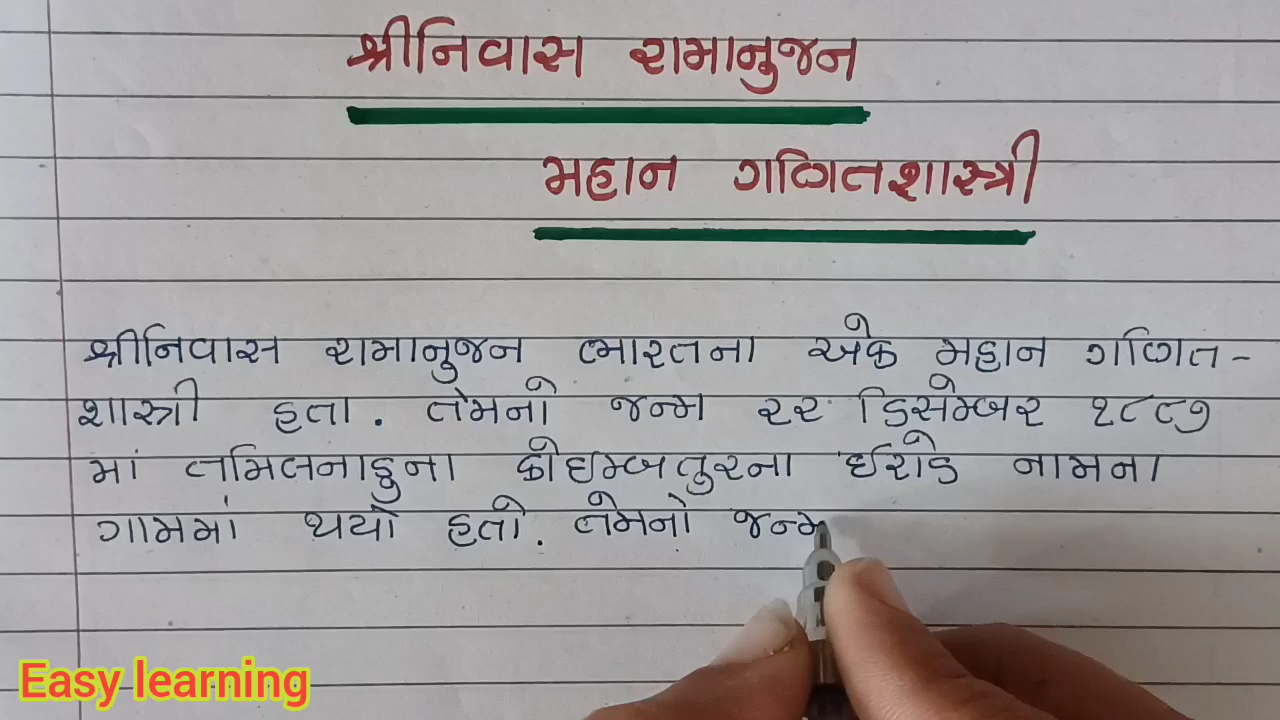 શ્રીનિવાસ રામાનુજન
મહાન ગણિતશાસ્ત્રી
શ્રીનિવાસ રામાનુજન ભારતના એક મહાન ગણિત-
શાસ્ત્રી હતા. તેમનો જન્મ ૨૨ ડિસેમ્બર ૧૮૮૭
માં તમિલનાડુના કોઇમ્બતુરના ઈરોડ નામના
ગામમાં થયો હતો. તેમનો જન્મ
Easy learning